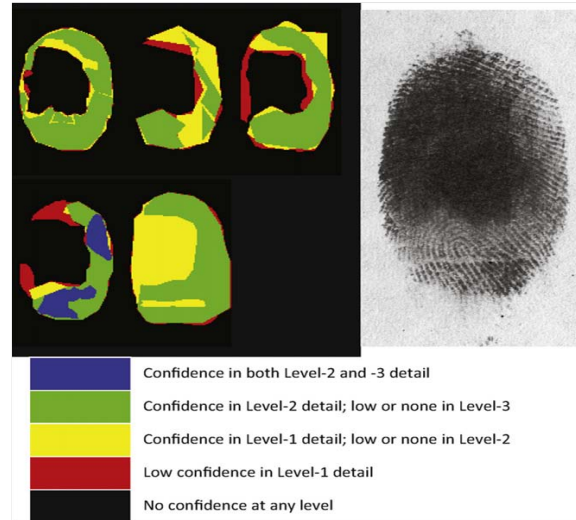 Confidence in both Level-2 and -3 detail
Confidence in Level-2 detail; low or none in Level-3
Confidence in Level-1 detail; low or none in Level-2
Low confidence in Level-1 detail
No confidence at any level